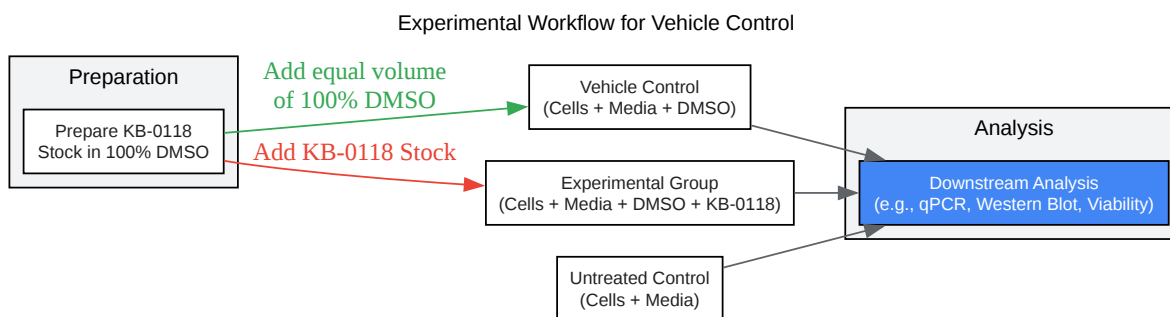 Experimental Workflow for Vehicle Control
Preparation
Prepare KB-0118
Stock in 100% DMSO
Add equal volume
of 100% DMSO
Add KB-0118 Stock
Vehicle Control
(Cells + Media + DMSO)
Experimental Group
(Cells + Media + DMSO + KB-0118)
Untreated Control
(Cells + Media)
Analysis
Downstream Analysis
(e.g., qPCR, Western Blot, Viability)